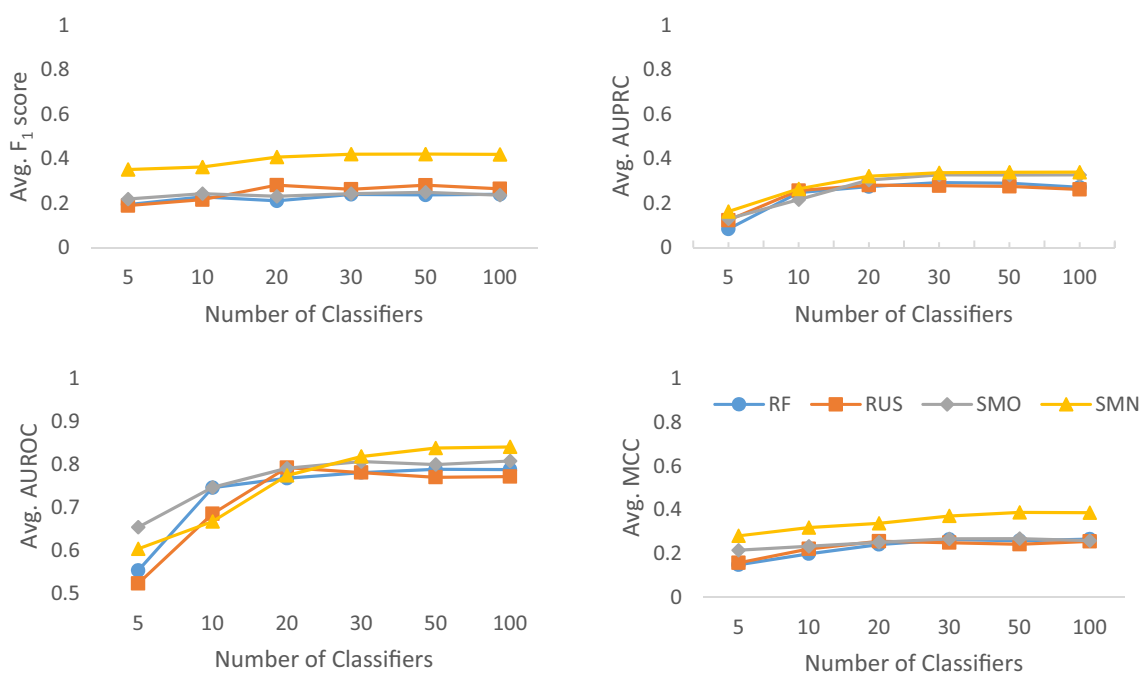 1
0.8
0.6
0.4
0.2
0
Avg. F1 score
5 10 20 30 50 100
Number of Classifiers
1
0.8
0.6
0.4
0.2
0
Avg. AUPRC
5 10 20 30 50 100
Number of Classifiers
1
0.9
0.8
0.7
0.6
0.5
Avg. AUROC
5 10 20 30 50 100
Number of Classifiers
1
0.8
0.6
0.4
0.2
0
Avg. MCC
RF RUS SMO SMN
5 10 20 30 50 100
Number of Classifiers